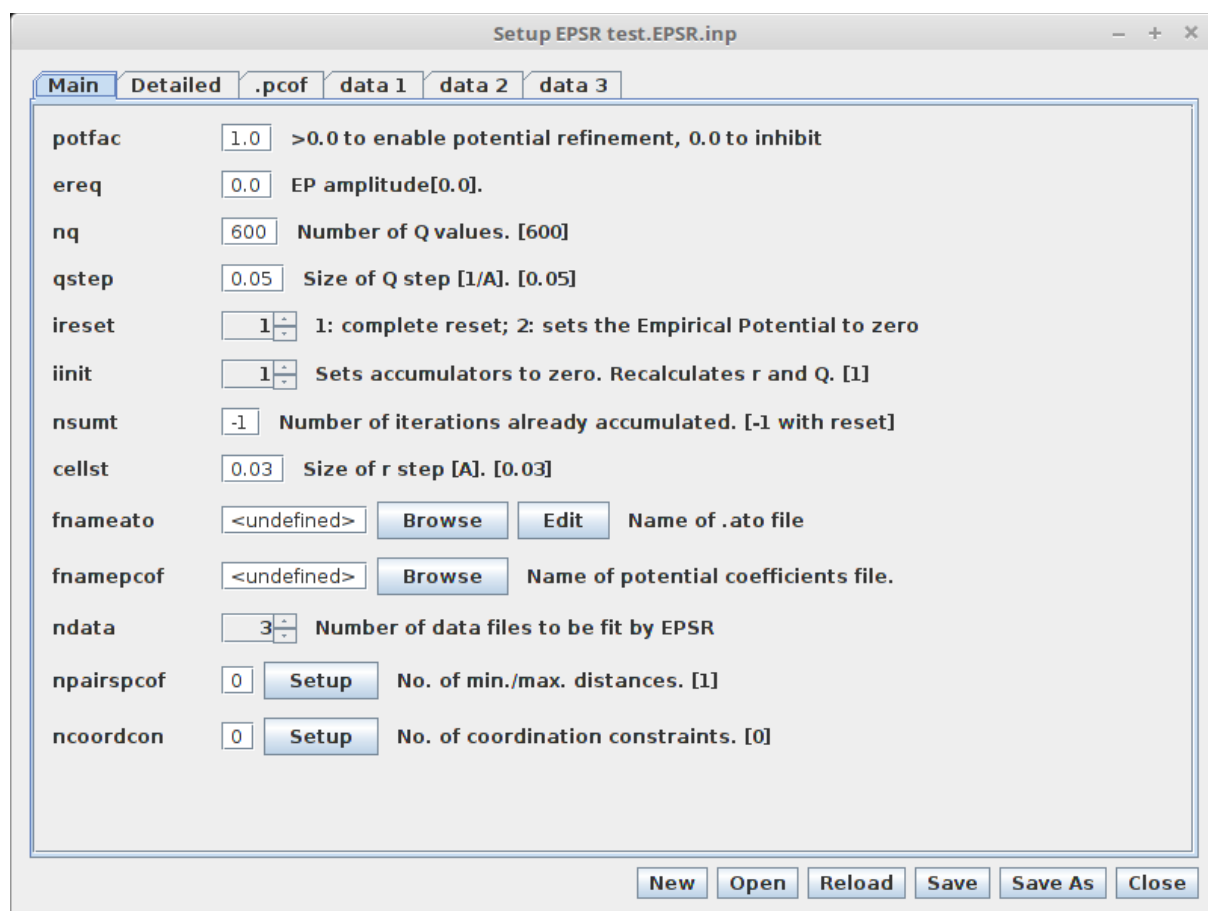 Setup EPSR test.EPSR.inp
Main Detailed .pcof data 1 data 2 data 3
potfac 1.0 >0.0 to enable potential refinement, 0.0 to inhibit
ereq 0.0 EP amplitude[0.0].
nq 600 Number of Q values. [600]
qstep 0.05 Size of Q step [1/A]. [0.05]
ireset 1 1: complete reset; 2: sets the Empirical Potential to zero
iinit 1 Sets accumulators to zero. Recalculates r and Q. [1]
nsumt -1 Number of iterations already accumulated. [-1 with reset]
cellst 0.03 Size of r step [A]. [0.03]
fnameato <undefined> Browse Edit Name of .ato file
fnamepcof <undefined> Browse Name of potential coefficients file.
ndata 3 Number of data files to be fit by EPSR
npairspcof 0 Setup No. of min./max. distances. [1]
ncoordcon 0 Setup No. of coordination constraints. [0]
New Open Reload Save Save As Close